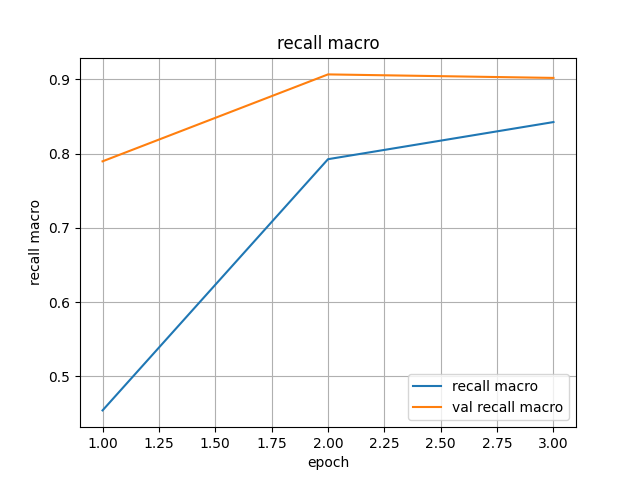 recall macro
0.9
0.8
0.7
0.6
0.5
recall macro
1.00 1.25 1.50 1.75 2.00 2.25 2.50 2.75 3.00
epoch
recall macro
val recall macro